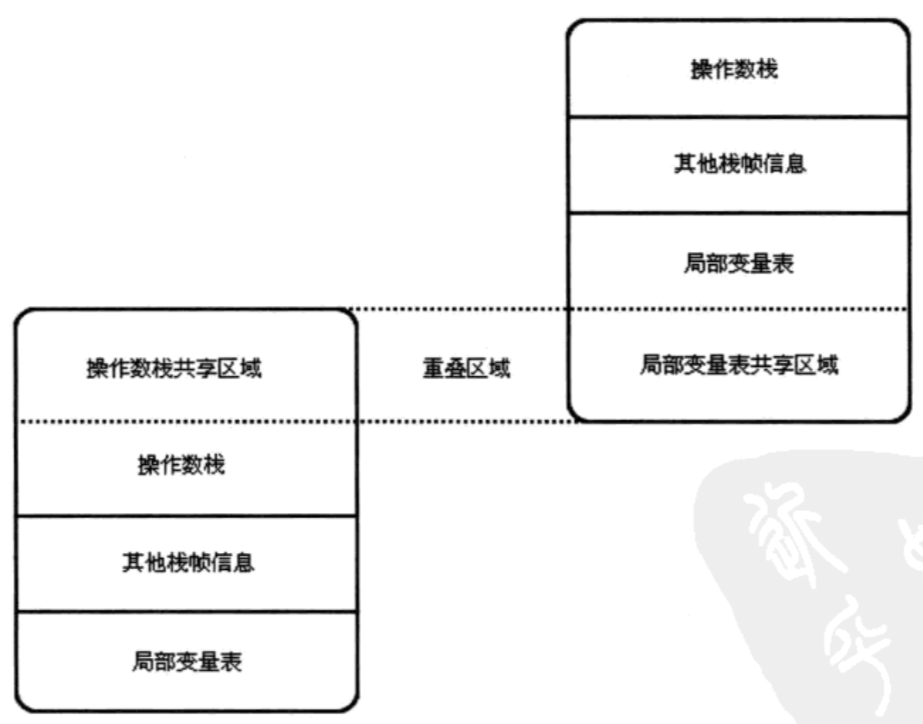 操作数栈
其他栈帧信息
局部变量表
局部变量表共享区域
重叠区域
操作数栈共享区域
操作数栈
其他栈帧信息
局部变量表